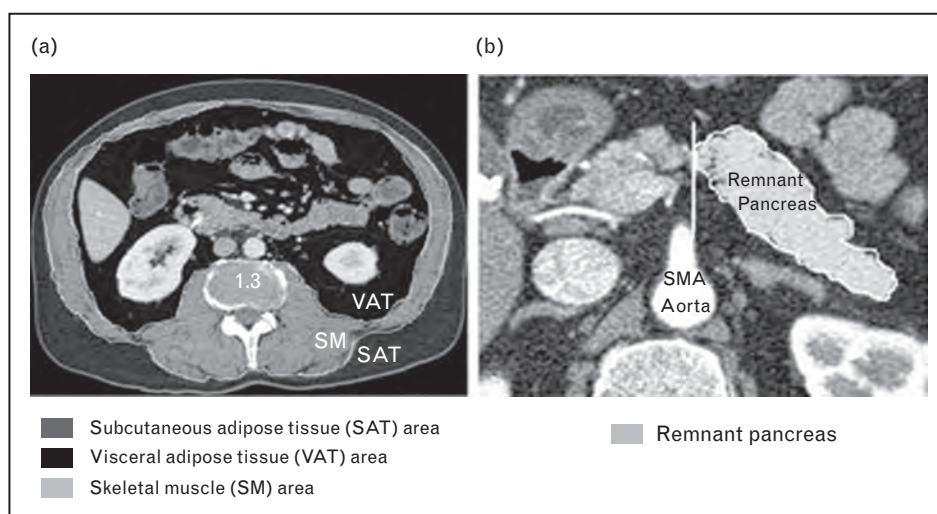 (a)
(b)
1.3
VAT
SM
SAT
Remnant
Pancreas
SMA
Aorta
Subcutaneous adipose tissue (SAT) area
Visceral adipose tissue (VAT) area
Skeletal muscle (SM) area
Remnant pancreas